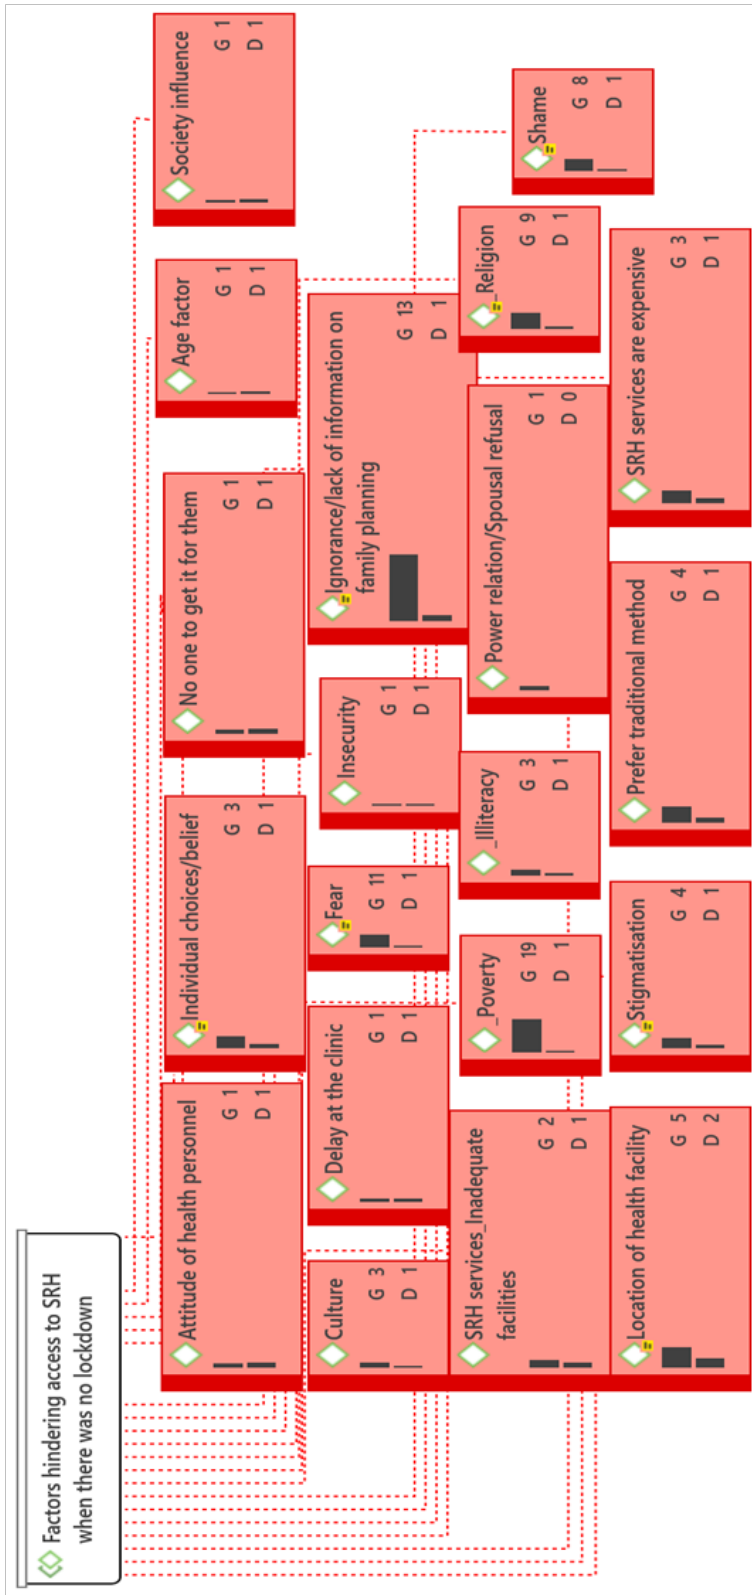 Factors hindering access to SRH
when there was no lockdown
Attitude of health personnel
G 1
D 1
Individual choices/belief
G 3
D 1
No one to get it for them
G 1
D 1
Age factor
G 1
D 1
Society influence
G 1
D 1
Culture
G 3
D 1
Delay at the clinic
G 1
D 1
Fear
G 11
D 1
Insecurity
G 1
D 1
Ignorance/lack of information on
family planning
G 13
D 1
SRH services_Inadequate
facilities
G 2
D 1
_Poverty
G 19
D 1
_Illiteracy
G 3
D 1
Power relation/Spousal refusal
G 1
D 0
_Religion
G 9
D 1
Shame
G 8
D 1
Location of health facility
G 5
D 2
Stigmatisation
G 4
D 1
Prefer traditional method
G 4
D 1
SRH services are expensive
G 3
D 1